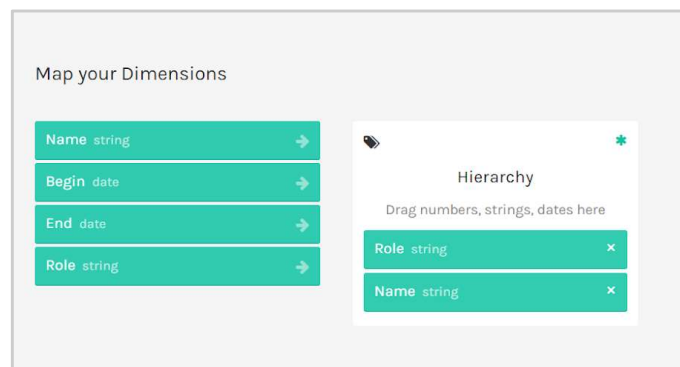 Map your Dimensions
Name string
Begin date
End date
Role string
*
Hierarchy
Drag numbers, strings, dates here
Role string ×
Name string ×